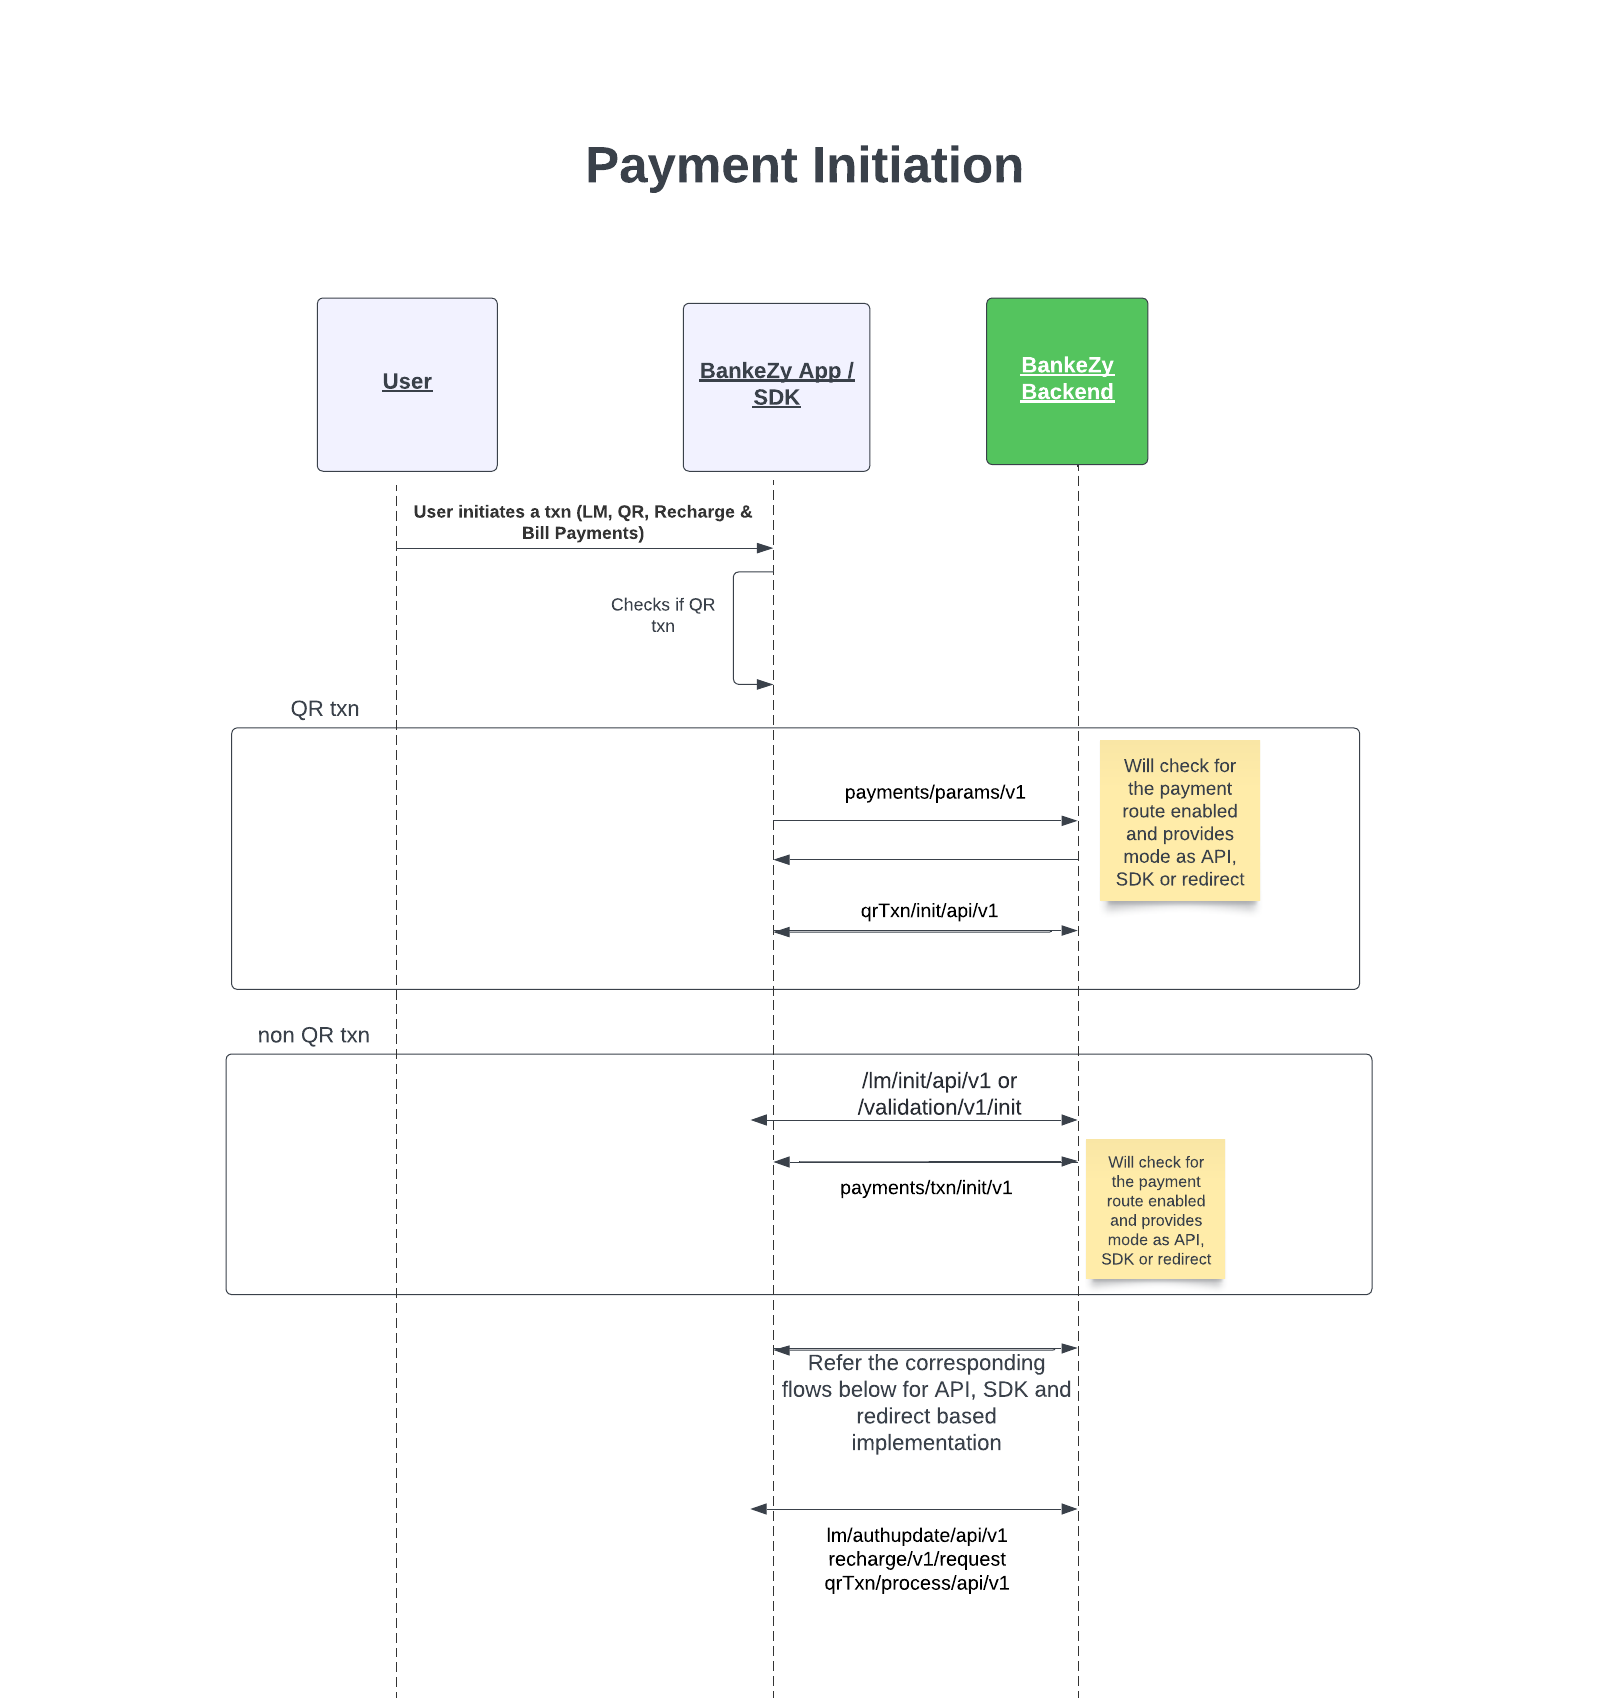 Payment Initiation
User
BankeZy App /
SDK
BankeZy
Backend
User initiates a txn (LM, QR, Recharge &
Bill Payments)
Checks if QR
txn
QR txn
payments/params/v1
Will check for
the payment
route enabled
and provides
mode as API,
SDK or redirect
qrTxn/init/api/v1
non QR txn
/lm/init/api/v1 or
/validation/v1/init
payments/txn/init/v1
Will check for
the payment
route enabled
and provides
mode as API,
SDK or redirect
Refer the corresponding
flows below for API, SDK and
redirect based
implementation
lm/authupdate/api/v1
recharge/v1/request
qrTxn/process/api/v1